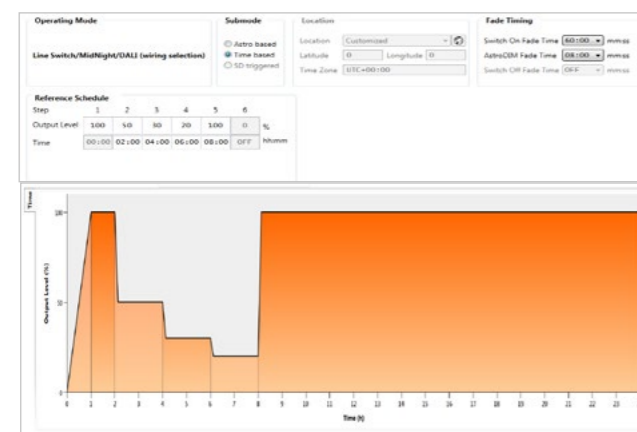 Operating Mode
Line Switch/MidNight/DALI (wiring selection)
Submode
Astro based
Time based
SD triggered
Location
Location Customized
Latitude 0 Longitude 0
Time Zone UTC+00:00
Fade Timing
Switch On Fade Time 60:00 mm:ss
AstroDIM Fade Time 08:00 mm:ss
Switch Off Fade Time OFF mm:ss
Reference Schedule
Step 1 2 3 4 5 6
Output Level 100 50 30 20 100 0 %
Time 00:00 02:00 04:00 06:00 08:00 OFF hh:mm
Time
Output Level (%)
100
50
0
0 1 2 3 4 5 6 7 8 9 10 11 12 13 14 15 16 17 18 19 20 21 22 23
Time (h)